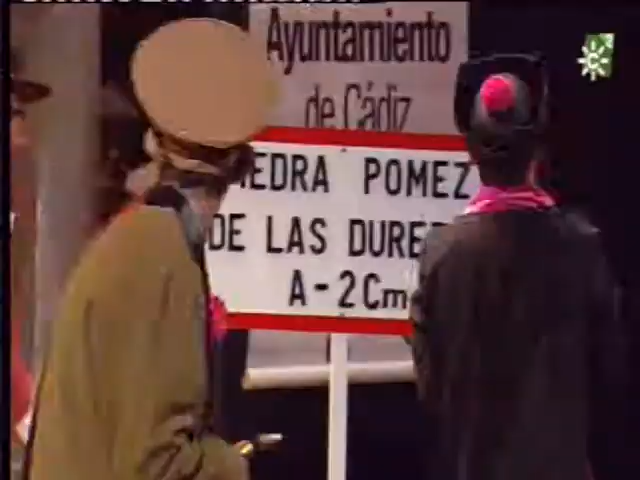 Ayuntamiento
de Cádiz
EDRA POMEZ
DE LAS DURE
A-2Cm